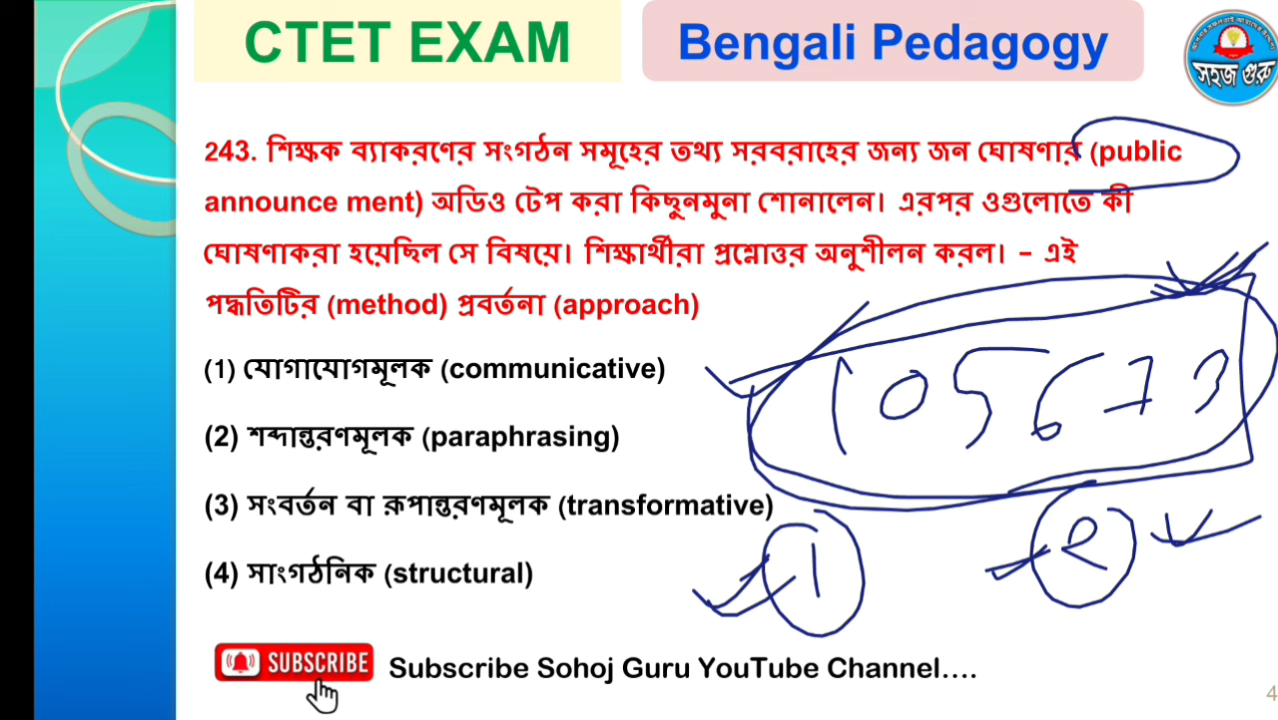 CTET EXAM
Bengali Pedagogy
সহজ গুরু
243. শিক্ষক ব্যাকরণের সংগঠন সমূহের তথ্য সরবরাহের জন্য জন ঘোষণার (public
announce ment) অডিও টেপ করা কিছুনমুনা শোনালেন। এরপর ওগুলোতে কী
ঘোষণাকরা হয়েছিল সে বিষয়ে। শিক্ষার্থীরা প্রশ্নোত্তর অনুশীলন করল। – এই
পদ্ধতিটির (method) প্রবর্তনা (approach)
(1) যোগাযোগমূলক (communicative)
(2) শব্দান্তরণমূলক (paraphrasing)
(3) সংবর্তন বা রূপান্তরণমূলক (transformative)
(4) সাংগঠনিক (structural)
105673
1
2
SUBSCRIBE
Subscribe Sohoj Guru YouTube Channel....
4